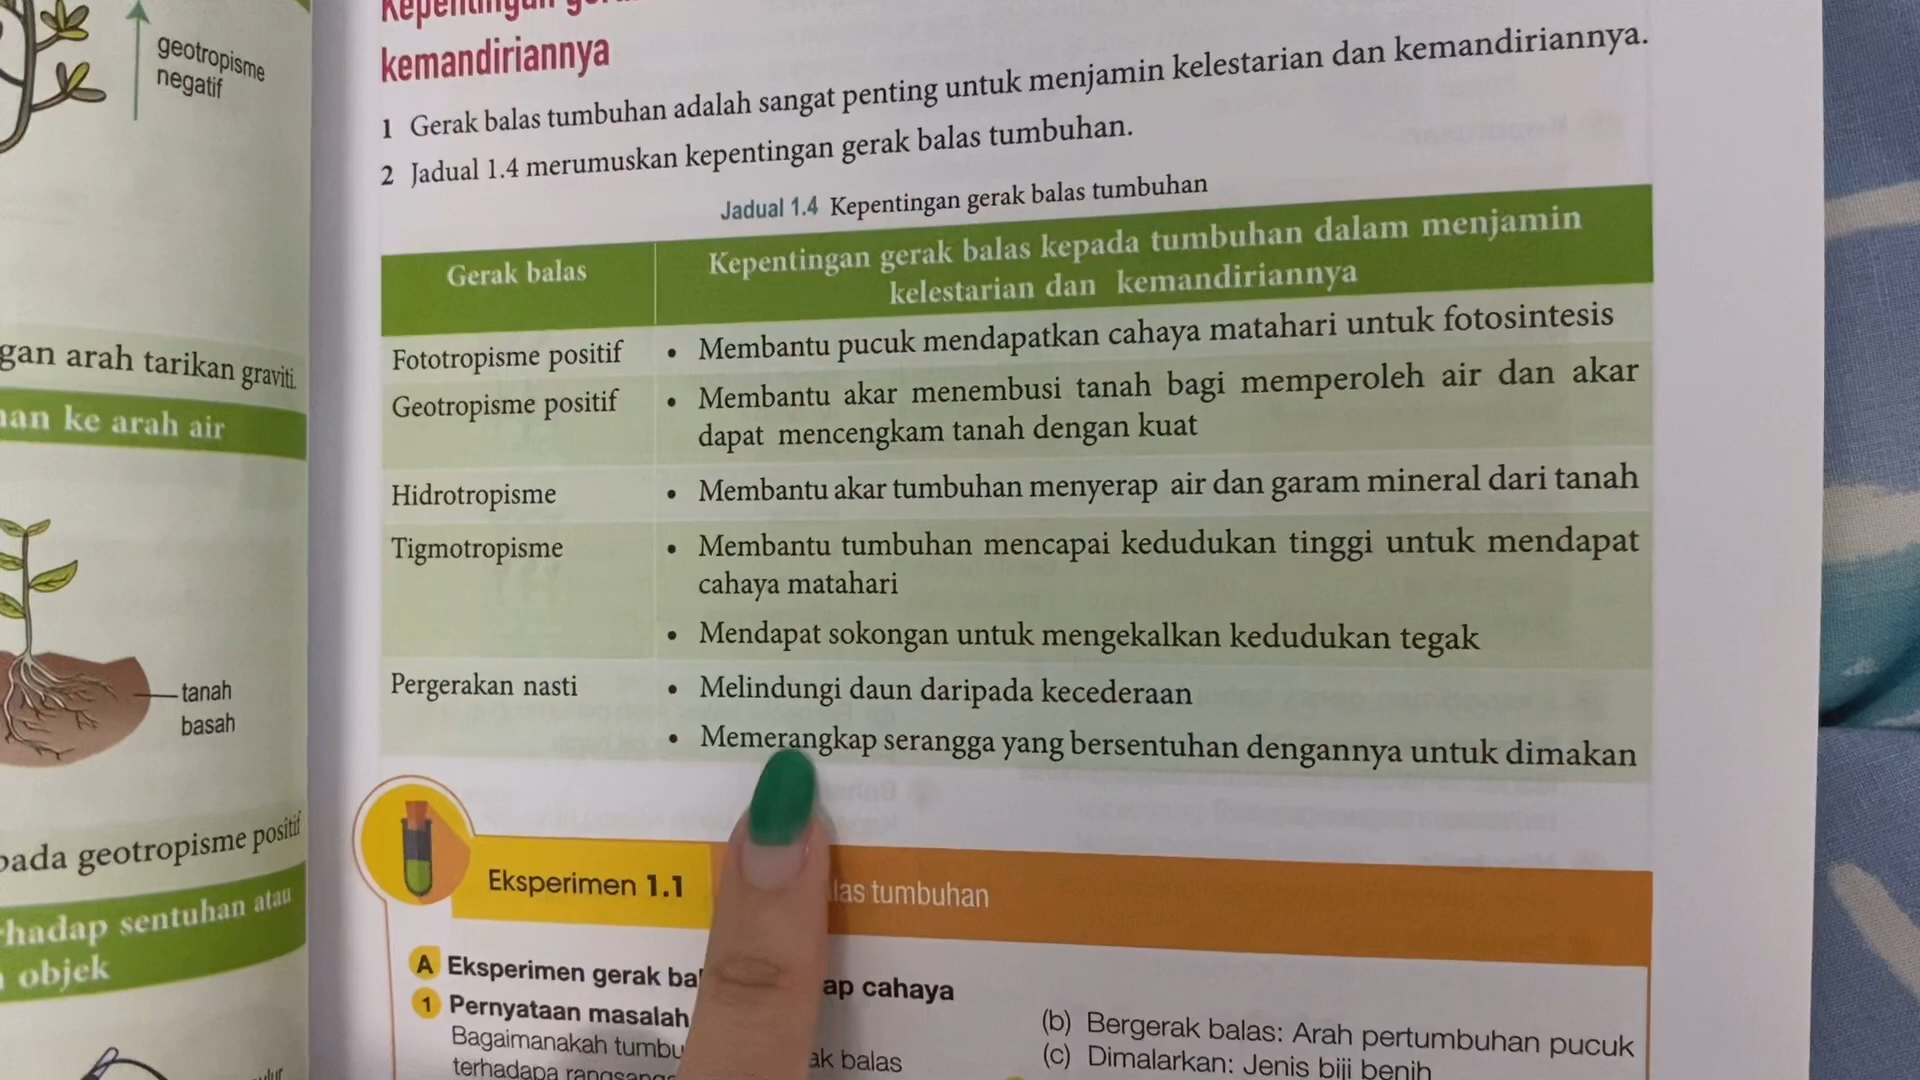 geotropisme
negatif
gan arah tarikan graviti.
an ke arah air
tanah
basah
pada geotropisme positif
hadap sentuhan atau
objek
kemandiriannya
1 Gerak balas tumbuhan adalah sangat penting untuk menjamin kelestarian dan kemandiriannya.
2 Jadual 1.4 merumuskan kepentingan gerak balas tumbuhan.
Jadual 1.4 Kepentingan gerak balas tumbuhan
Gerak balas
Kepentingan gerak balas kepada tumbuhan dalam menjamin
kelestarian dan kemandiriannya
Fototropisme positif
• Membantu pucuk mendapatkan cahaya matahari untuk fotosintesis
Geotropisme positif
• Membantu akar menembusi tanah bagi memperoleh air dan akar
dapat mencengkam tanah dengan kuat
Hidrotropisme
• Membantu akar tumbuhan menyerap air dan garam mineral dari tanah
Tigmotropisme
• Membantu tumbuhan mencapai kedudukan tinggi untuk mendapat
cahaya matahari
• Mendapat sokongan untuk mengekalkan kedudukan tegak
Pergerakan nasti
• Melindungi daun daripada kecederaan
• Memerangkap serangga yang bersentuhan dengannya untuk dimakan
Eksperimen 1.1
las tumbuhan
A Eksperimen gerak ba
ap cahaya
1 Pernyataan masalah
Bagaimanakah tumbu
ak balas
(b) Bergerak balas: Arah pertumbuhan pucuk
(c) Dimalarkan: Jenis biji benih